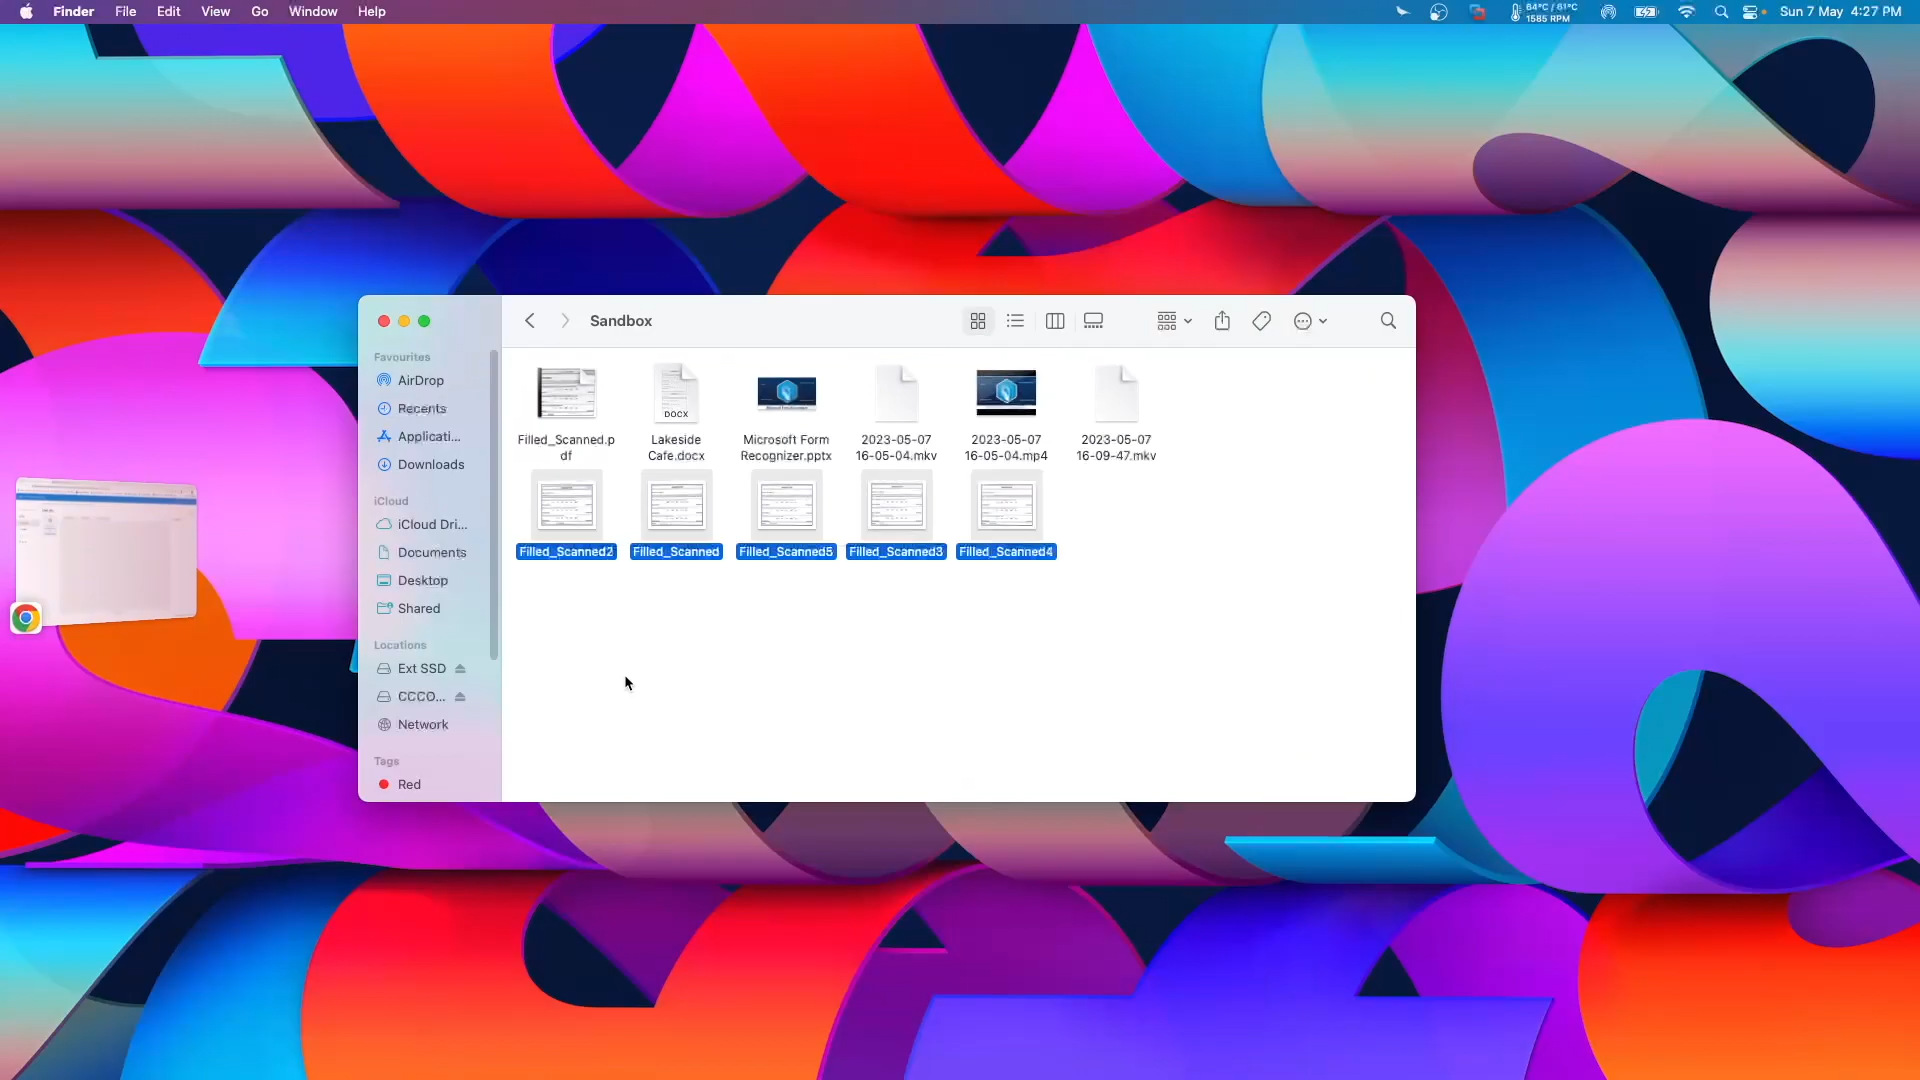 Finder File Edit View Go Window Help
64°C / 61°C
1585 RPM
Sun 7 May 4:27 PM
Sandbox
Favourites
AirDrop
Recents
Applicati...
Downloads
iCloud
iCloud Dri...
Documents
Desktop
Shared
Locations
Ext SSD
CCCO...
Network
Tags
Red
Filled_Scanned.p
df
Lakeside
Cafe.docx
Microsoft Form
Recognizer.pptx
2023-05-07
16-05-04.mkv
2023-05-07
16-05-04.mp4
2023-05-07
16-09-47.mkv
DOCX
Filled_Scanned2
Filled_Scanned
Filled_Scanned5
Filled_Scanned3
Filled_Scanned4